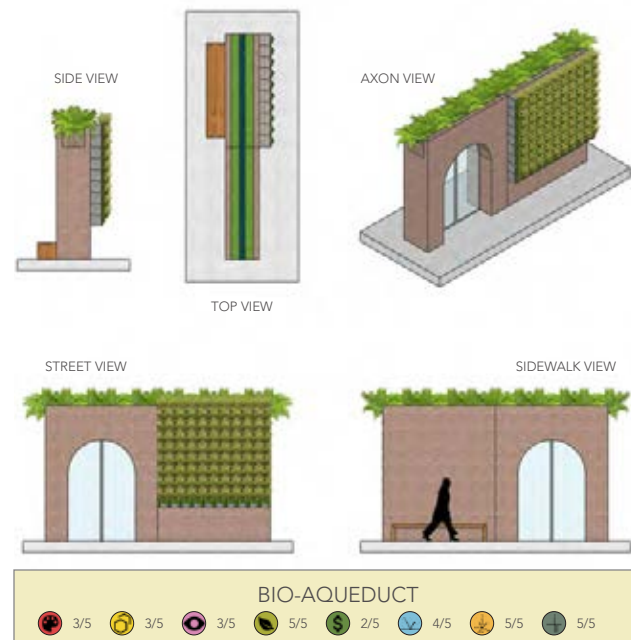 SIDE VIEW
AXON VIEW
TOP VIEW
STREET VIEW
SIDEWALK VIEW
BIO-AQUEDUCT
3/5 3/5 3/5 5/5 $ 2/5 4/5 5/5 5/5